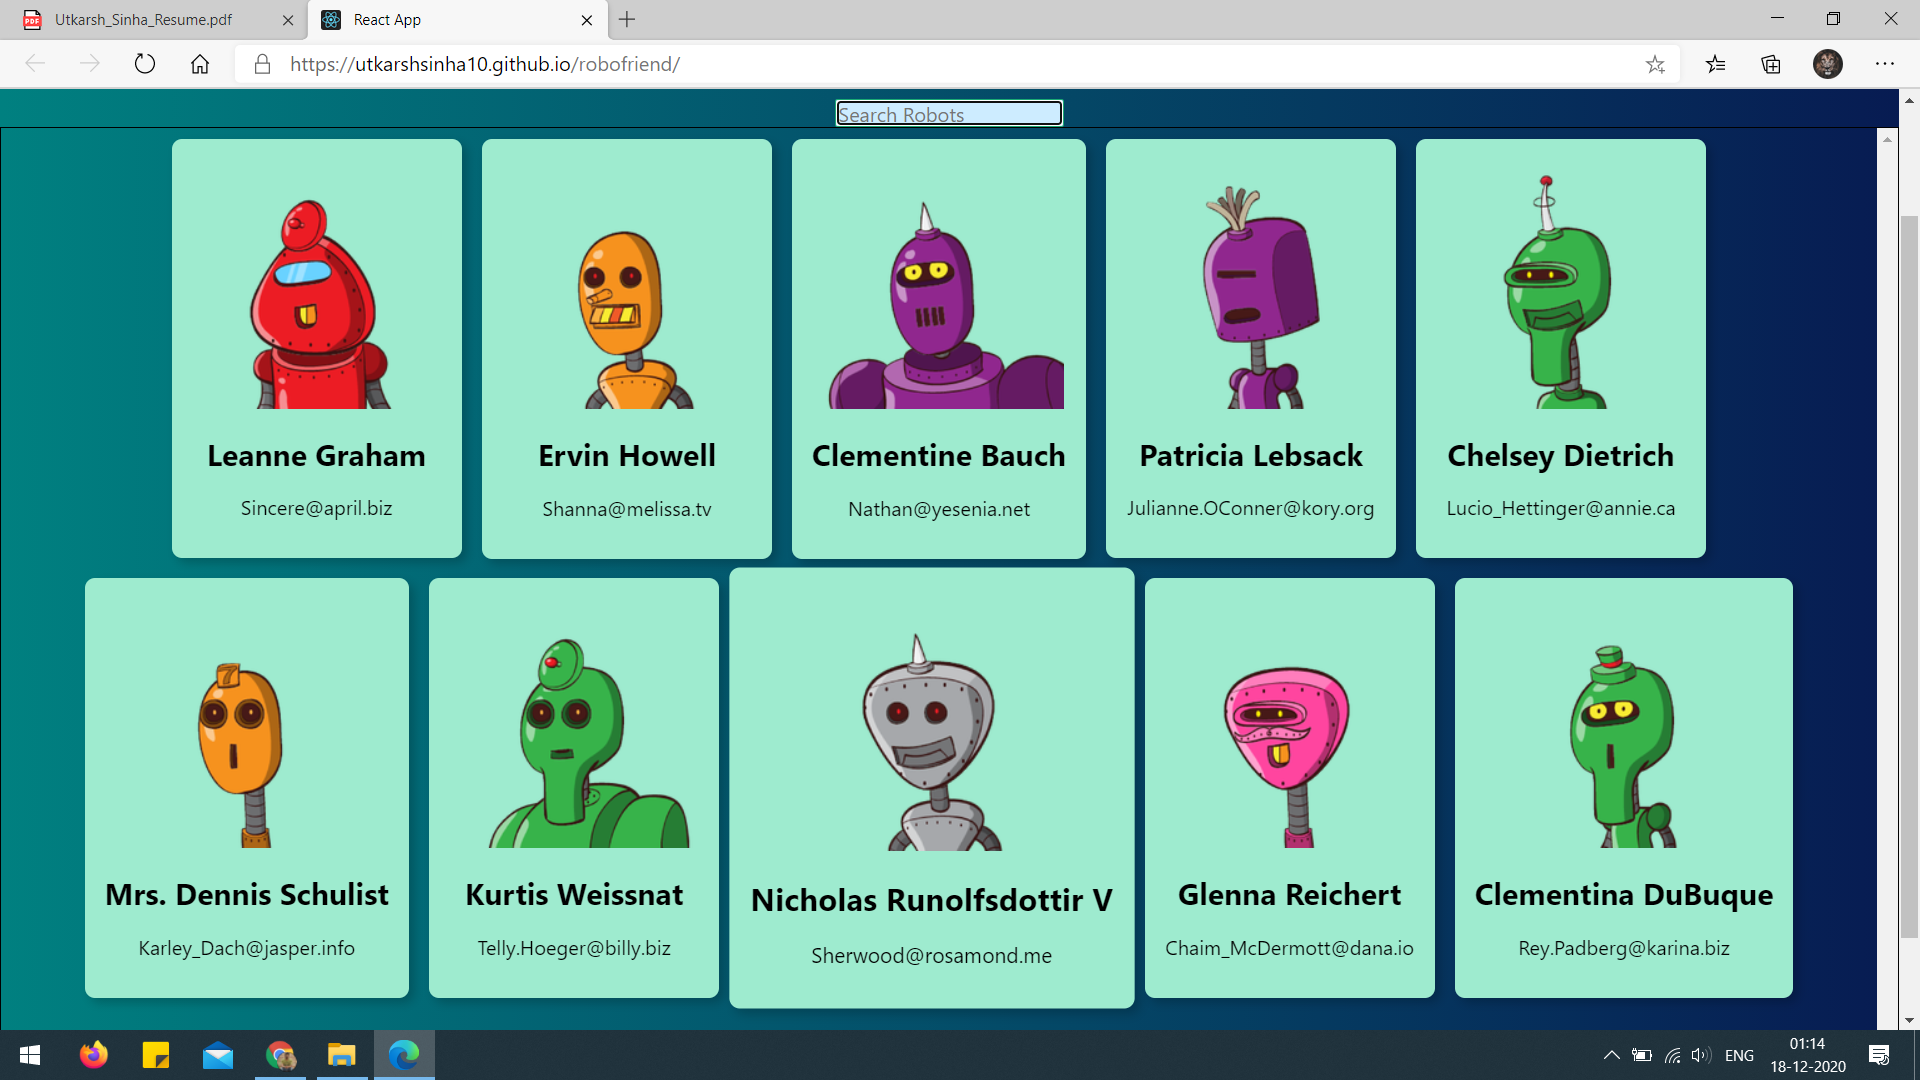 Utkarsh_Sinha_Resume.pdf
React App
https://utkarshsinha10.github.io/robofriend/
Search Robots
Leanne Graham
Sincere@april.biz
Ervin Howell
Shanna@melissa.tv
Clementine Bauch
Nathan@yesenia.net
Patricia Lebsack
Julianne.OConner@kory.org
Chelsey Dietrich
Lucio_Hettinger@annie.ca
7
Mrs. Dennis Schulist
Karley_Dach@jasper.info
Kurtis Weissnat
Telly.Hoeger@billy.biz
Nicholas Runolfsdottir V
Sherwood@rosamond.me
Glenna Reichert
Chaim_McDermott@dana.io
Clementina DuBuque
Rey.Padberg@karina.biz
ENG
01:14
18-12-2020